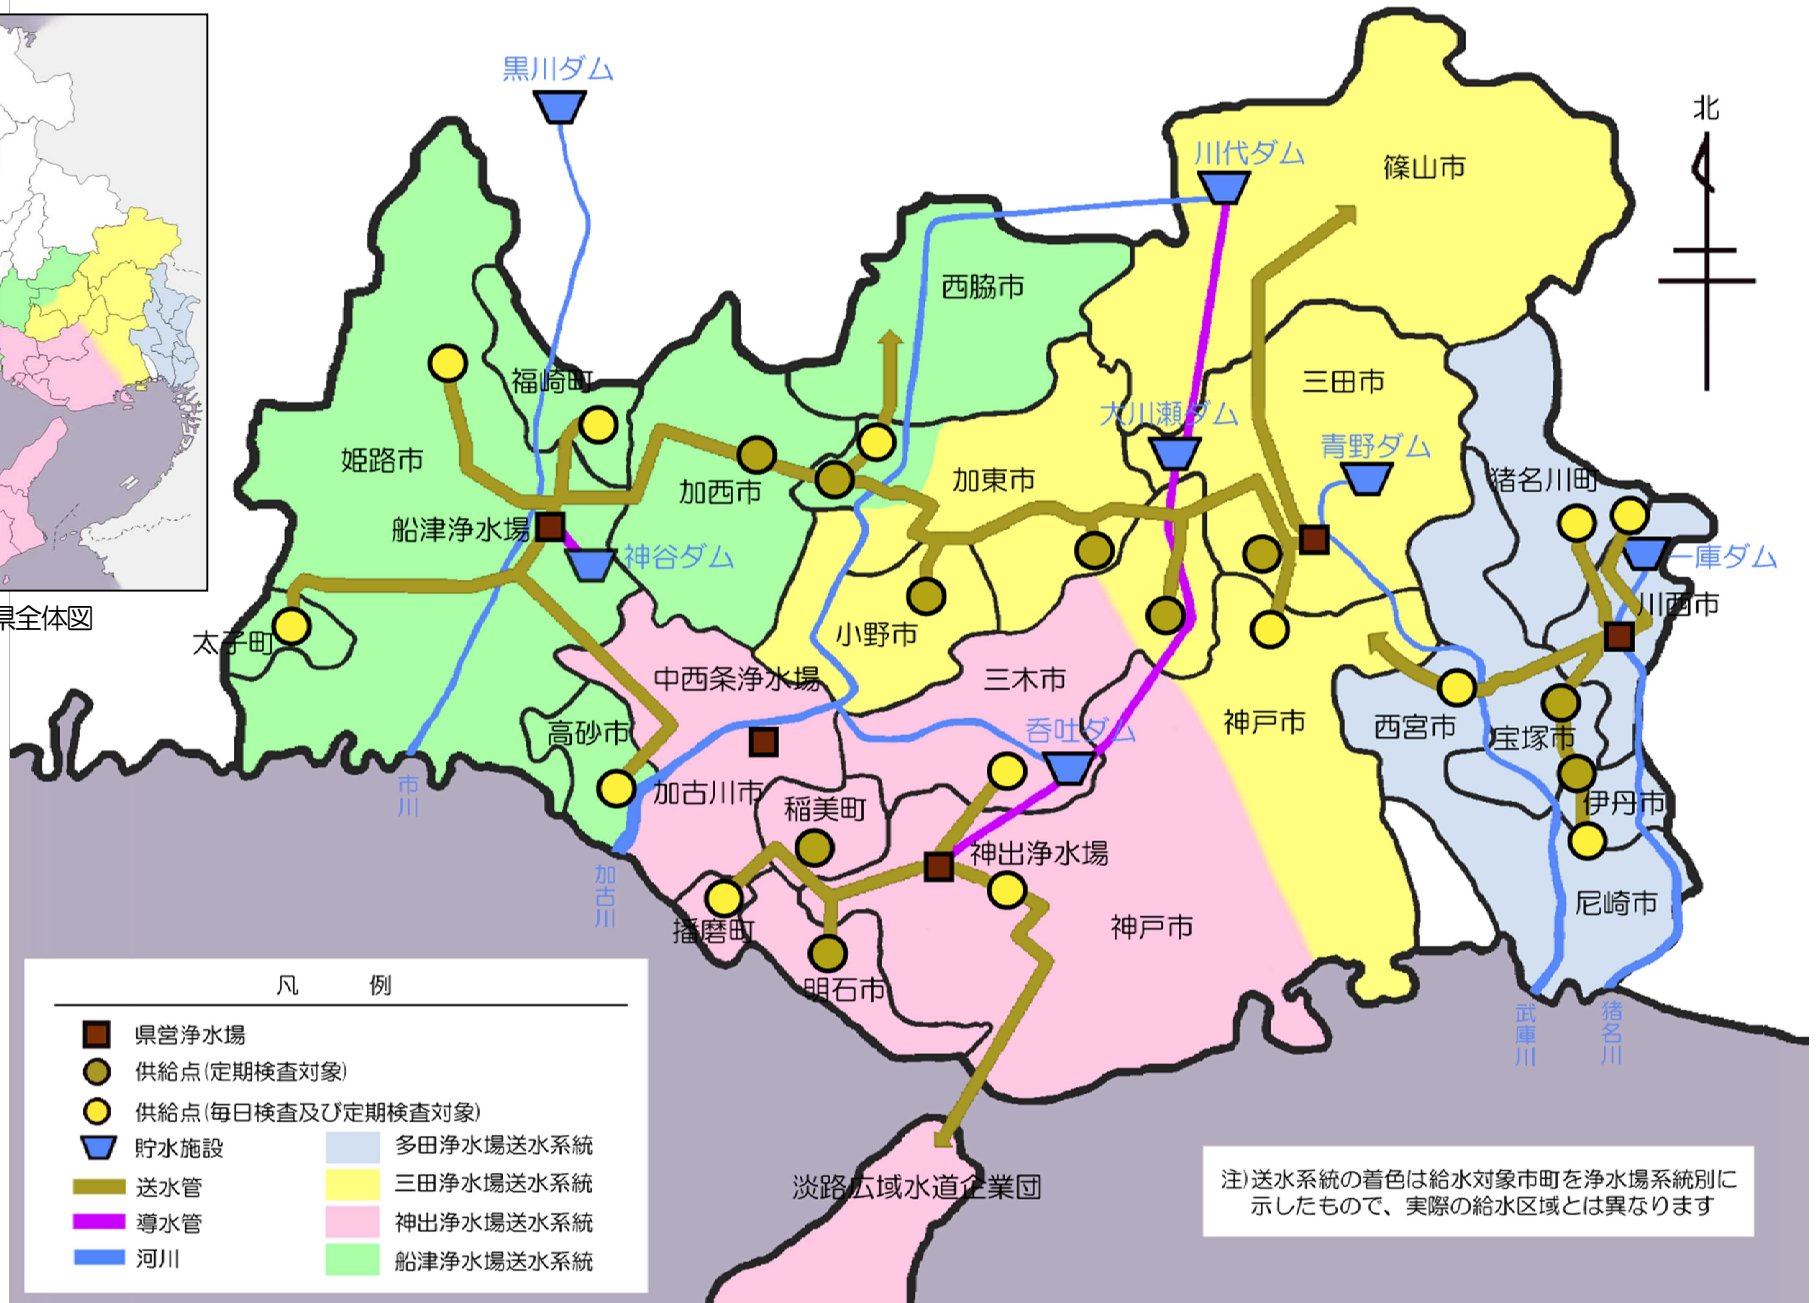 黒川ダム
北
川代ダム
篠山市
西脇市
福崎町
三田市
大川瀬ダム
青野ダム
姫路市
加西市
加東市
猪名川町
船津浄水場
神谷ダム
一庫ダム
県全体図
川西市
太子町
小野市
中西条浄水場
三木市
高砂市
呑吐ダム
神戸市
西宮市
宝塚市
市川
加古川市
稲美町
伊丹市
神出浄水場
加古川
播磨町
神戸市
尼崎市
明石市
武庫川
猪名川
淡路広域水道企業団
凡 例
県営浄水場
供給点(定期検査対象)
供給点(毎日検査及び定期検査対象)
貯水施設
送水管
導水管
河川
多田浄水場送水系統
三田浄水場送水系統
神出浄水場送水系統
船津浄水場送水系統
注)送水系統の着色は給水対象市町を浄水場系統別に
示したもので、実際の給水区域とは異なります